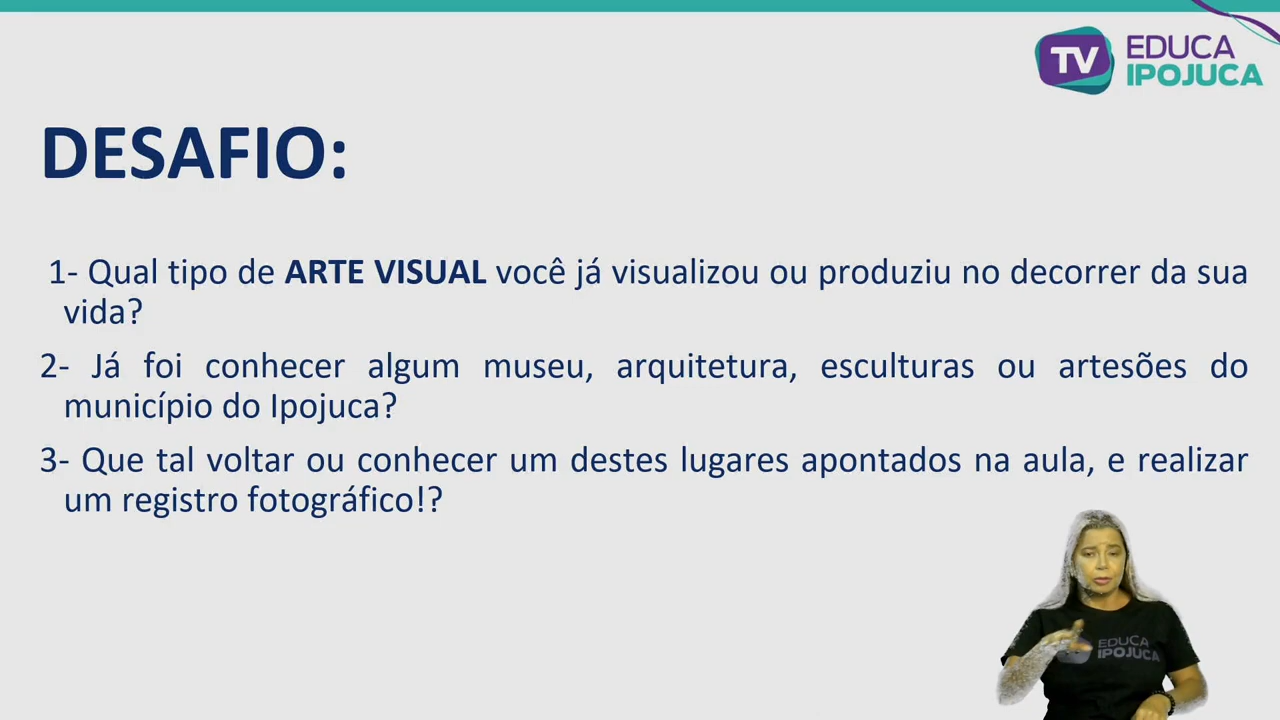 TV EDUCA
IPOJUCA
DESAFIO:
1- Qual tipo de ARTE VISUAL você já visualizou ou produziu no decorrer da sua
vida?
2- Já foi conhecer algum museu, arquitetura, esculturas ou artesões do
município do Ipojuca?
3- Que tal voltar ou conhecer um destes lugares apontados na aula, e realizar
um registro fotográfico!?
EDUCA
IPOJUCA